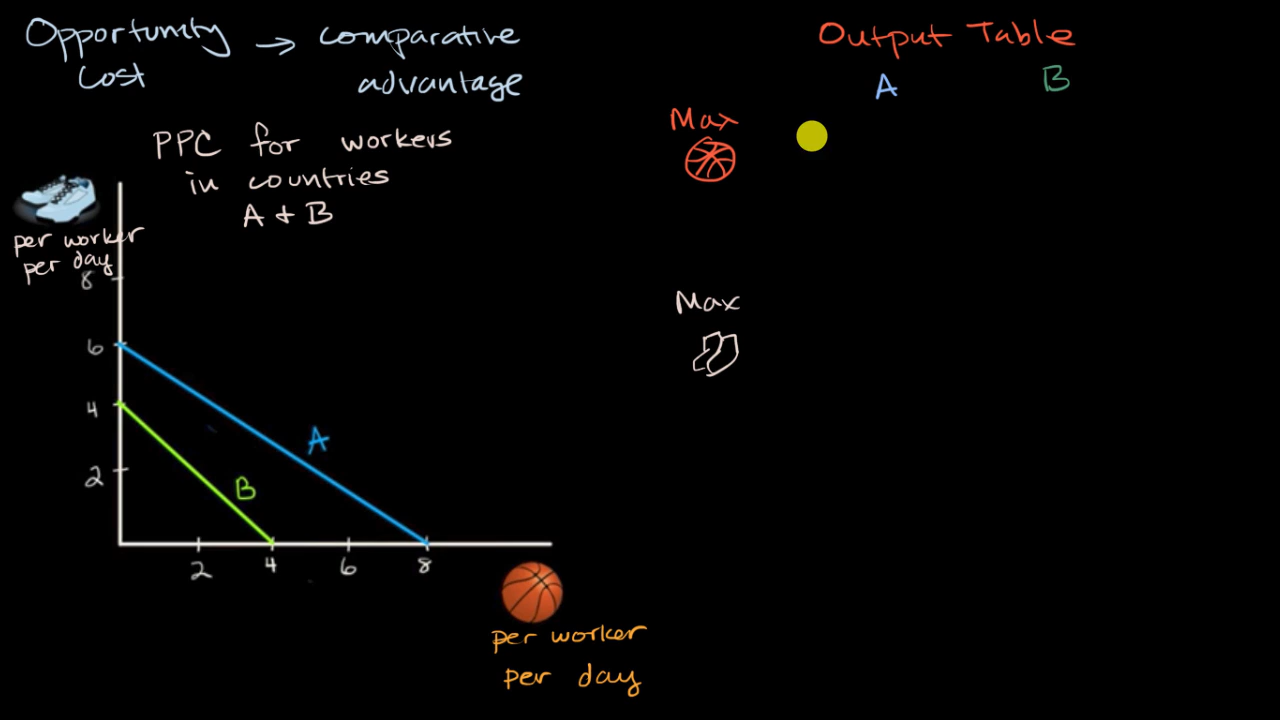 Opportunity → comparative
Cost advantage
PPC for workers
in countries
A + B
per worker
per day
8
6
4
2
A
B
2 4 6 8
per worker
per day
Output Table
A B
Max
Max